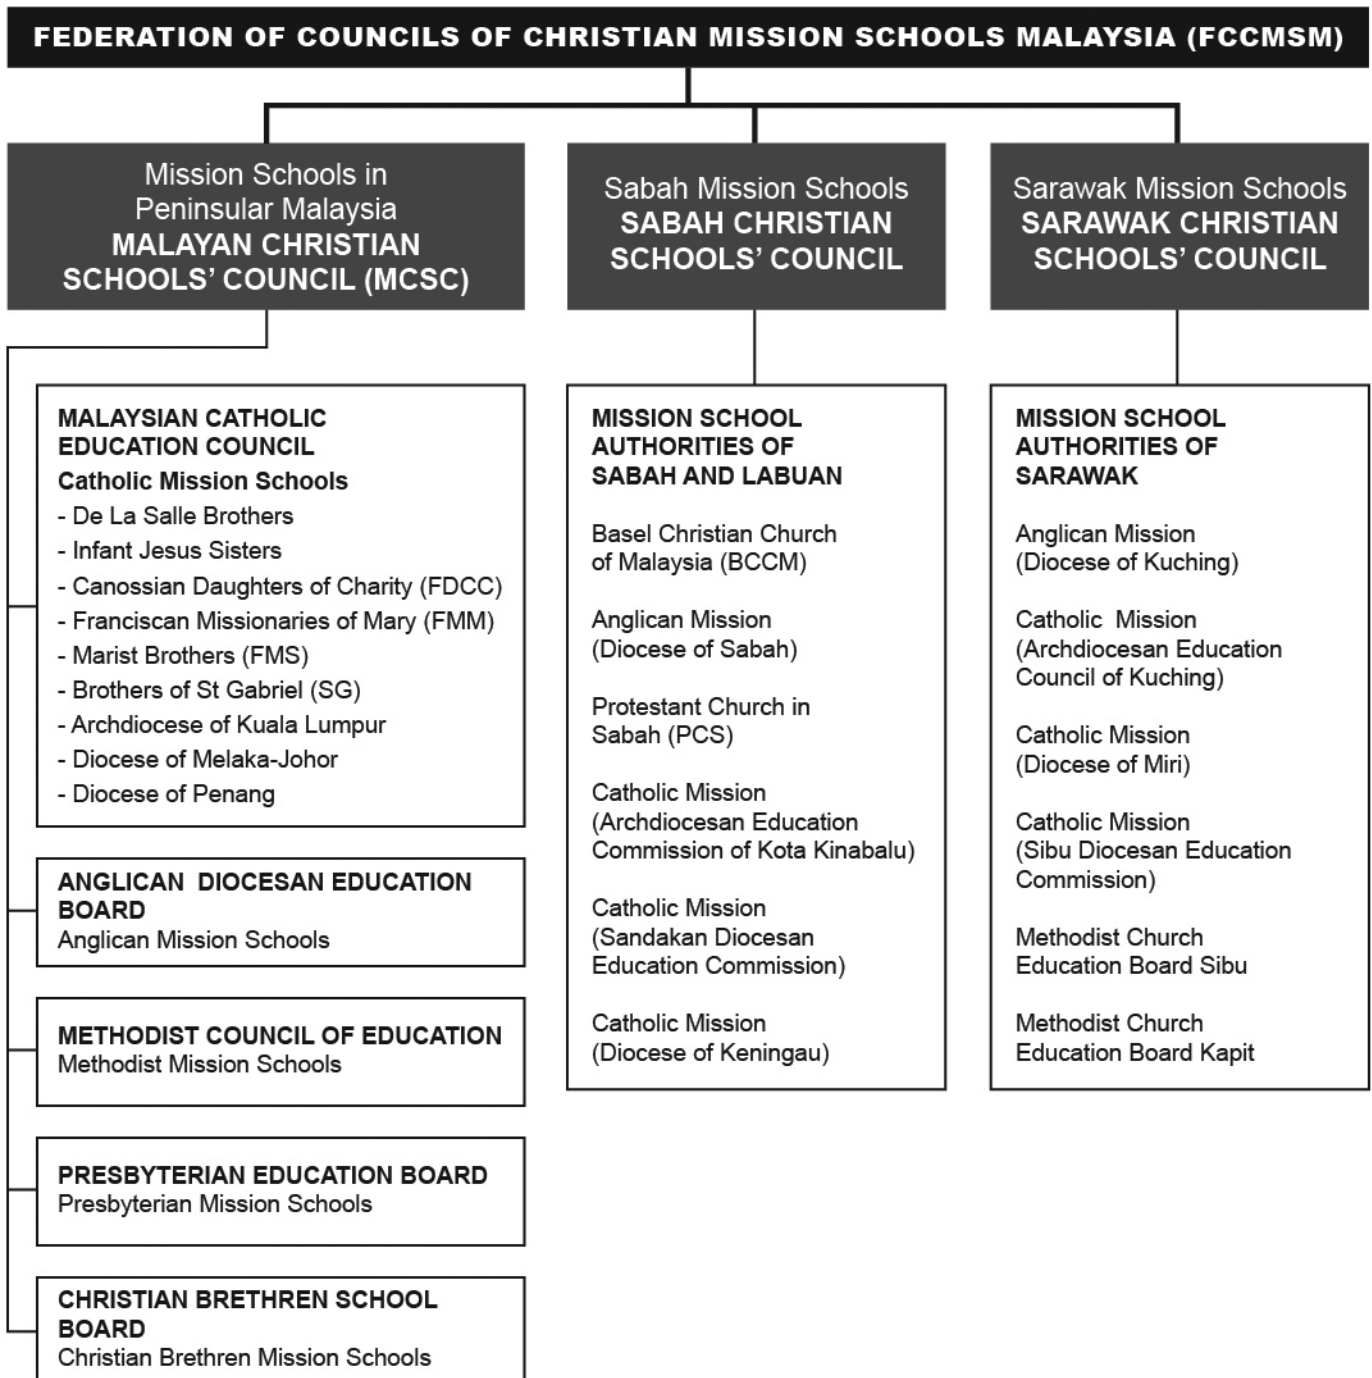 FEDERATION OF COUNCILS OF CHRISTIAN MISSION SCHOOLS MALAYSIA (FCCMSM)
Mission Schools in
Peninsular Malaysia
MALAYAN CHRISTIAN
SCHOOLS’ COUNCIL (MCSC)
Sabah Mission Schools
SABAH CHRISTIAN
SCHOOLS’ COUNCIL
Sarawak Mission Schools
SARAWAK CHRISTIAN
SCHOOLS’ COUNCIL
MALAYSIAN CATHOLIC
EDUCATION COUNCIL
Catholic Mission Schools
- De La Salle Brothers
- Infant Jesus Sisters
- Canossian Daughters of Charity (FDCC)
- Franciscan Missionaries of Mary (FMM)
- Marist Brothers (FMS)
- Brothers of St Gabriel (SG)
- Archdiocese of Kuala Lumpur
- Diocese of Melaka-Johor
- Diocese of Penang
ANGLICAN DIOCESAN EDUCATION
BOARD
Anglican Mission Schools
METHODIST COUNCIL OF EDUCATION
Methodist Mission Schools
PRESBYTERIAN EDUCATION BOARD
Presbyterian Mission Schools
CHRISTIAN BRETHREN SCHOOL
BOARD
Christian Brethren Mission Schools
MISSION SCHOOL
AUTHORITIES OF
SABAH AND LABUAN
Basel Christian Church
of Malaysia (BCCM)
Anglican Mission
(Diocese of Sabah)
Protestant Church in
Sabah (PCS)
Catholic Mission
(Archdiocesan Education
Commission of Kota Kinabalu)
Catholic Mission
(Sandakan Diocesan
Education Commission)
Catholic Mission
(Diocese of Keningau)
MISSION SCHOOL
AUTHORITIES OF
SARAWAK
Anglican Mission
(Diocese of Kuching)
Catholic Mission
(Archdiocesan Education
Council of Kuching)
Catholic Mission
(Diocese of Miri)
Catholic Mission
(Sibu Diocesan Education
Commission)
Methodist Church
Education Board Sibu
Methodist Church
Education Board Kapit